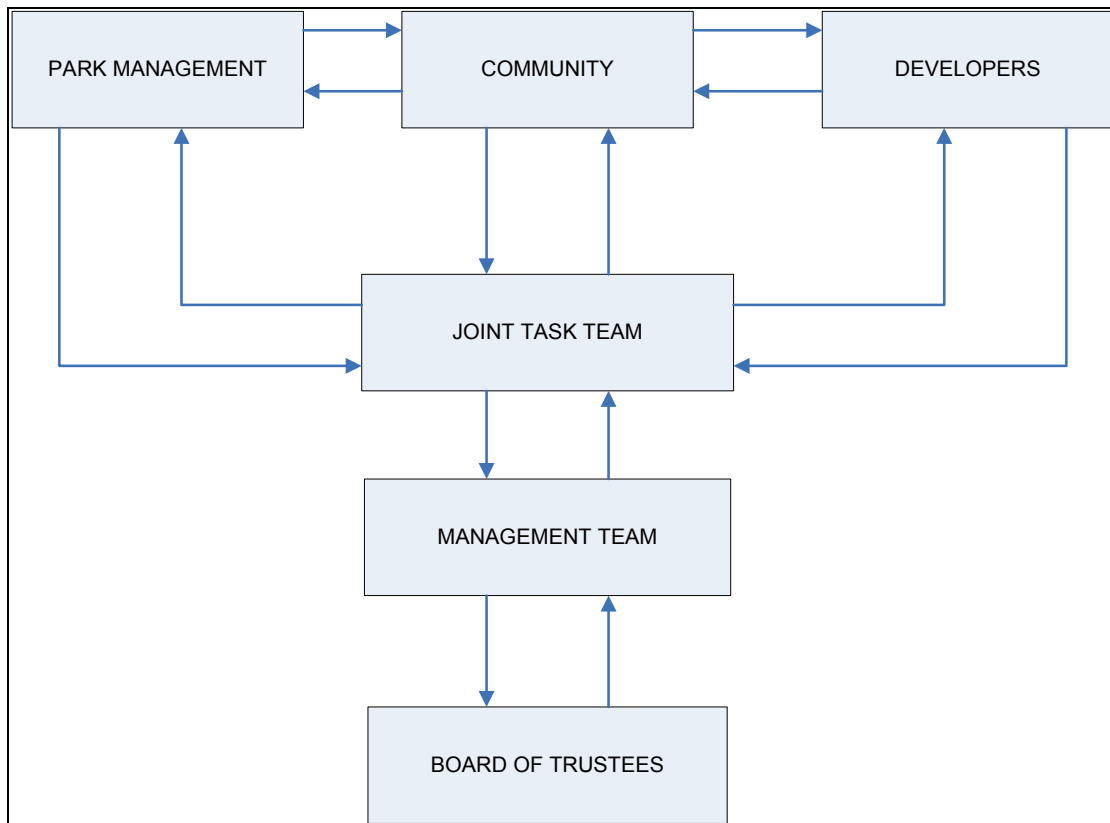 PARK MANAGEMENT
COMMUNITY
DEVELOPERS
JOINT TASK TEAM
MANAGEMENT TEAM
BOARD OF TRUSTEES